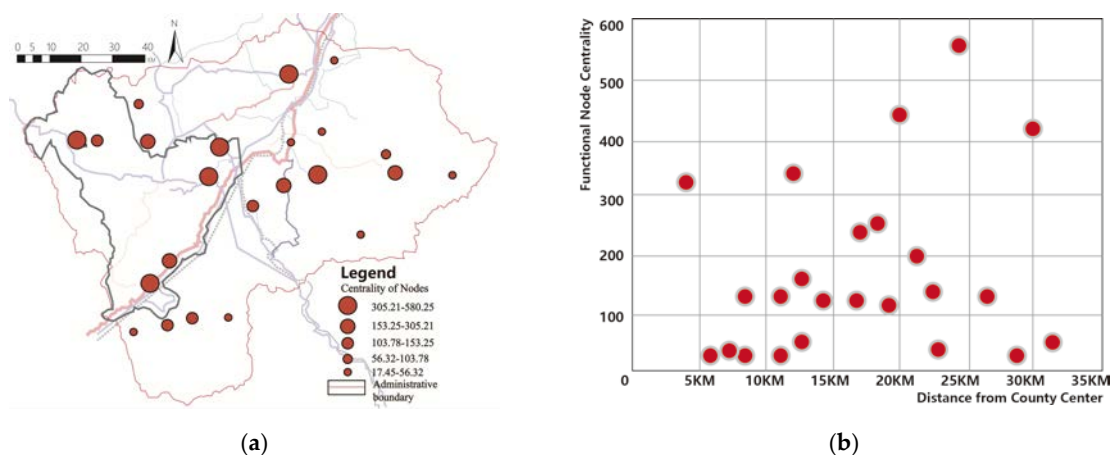 N
0 5 10 20 30 40
KM
Legend
Centrality of Nodes
305.21-580.25
153.25-305.21
103.78-153.25
56.32-103.78
17.45-56.32
Administrative
boundary
(a)
Functional Node Centrality
600
500
400
300
200
100
0 5KM 10KM 15KM 20KM 25KM 30KM 35KM
Distance from County Center
(b)